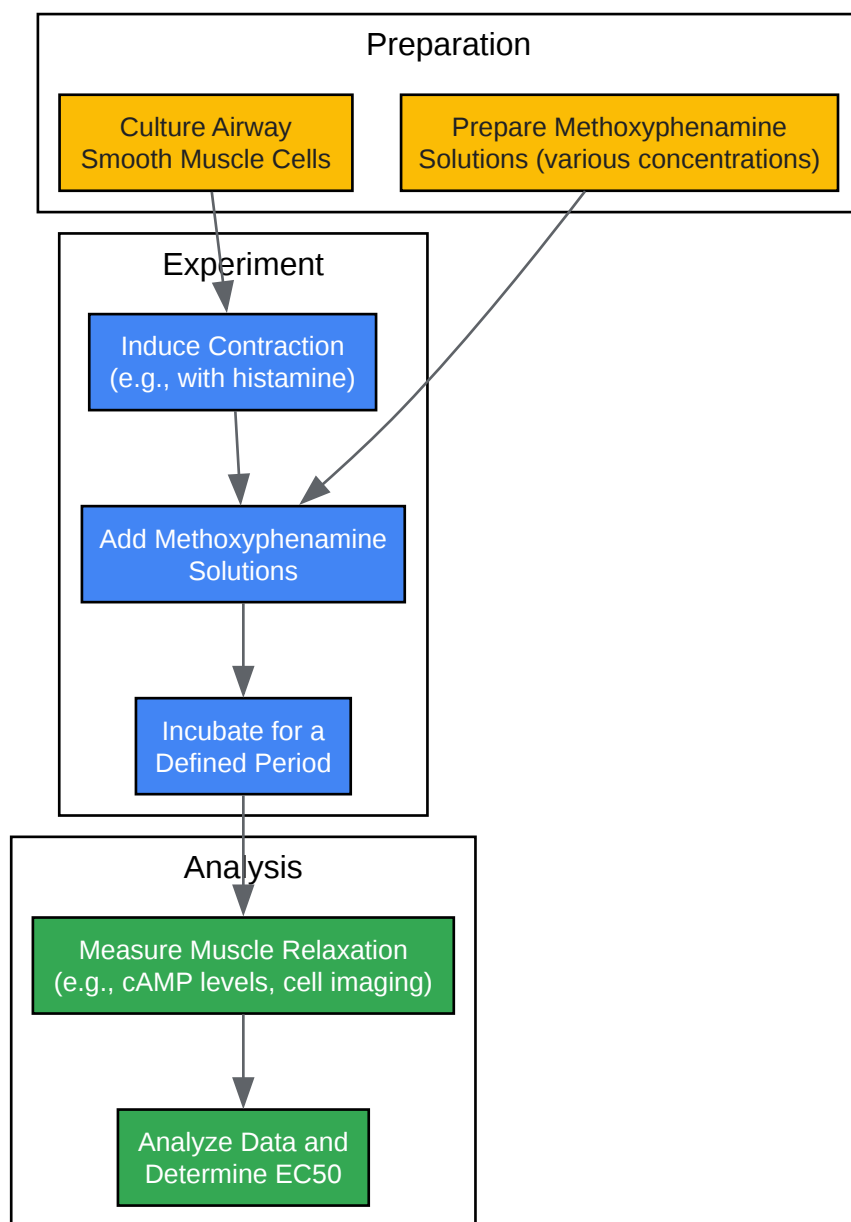 Preparation
Culture Airway
Smooth Muscle Cells
Prepare Methoxyphenamine
Solutions (various concentrations)
Experiment
Induce Contraction
(e.g., with histamine)
Add Methoxyphenamine
Solutions
Incubate for a
Defined Period
Analysis
Measure Muscle Relaxation
(e.g., cAMP levels, cell imaging)
Analyze Data and
Determine EC50